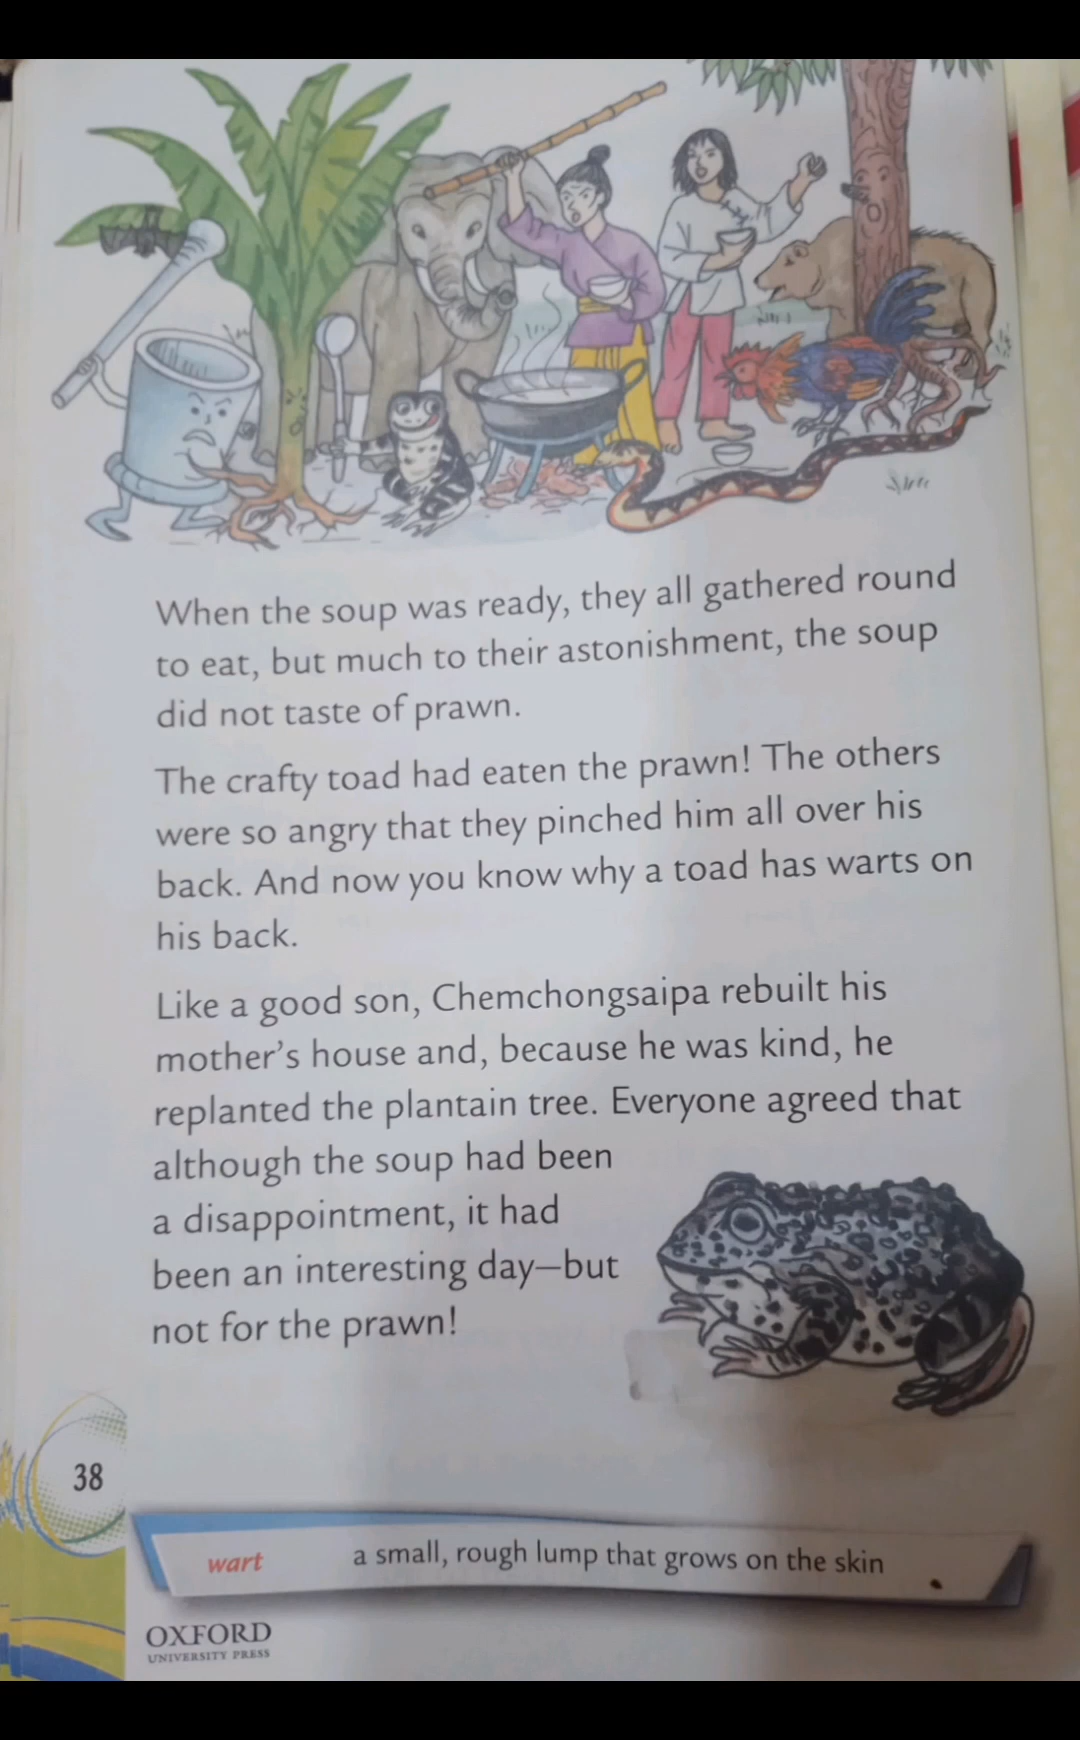 When the soup was ready, they all gathered round
to eat, but much to their astonishment, the soup
did not taste of prawn.
The crafty toad had eaten the prawn! The others
were so angry that they pinched him all over his
back. And now you know why a toad has warts on
his back.
Like a good son, Chemchongsaipa rebuilt his
mother's house and, because he was kind, he
replanted the plantain tree. Everyone agreed that
although the soup had been
a disappointment, it had
been an interesting day—but
not for the prawn!
38
wart a small, rough lump that grows on the skin
OXFORD
UNIVERSITY PRESS